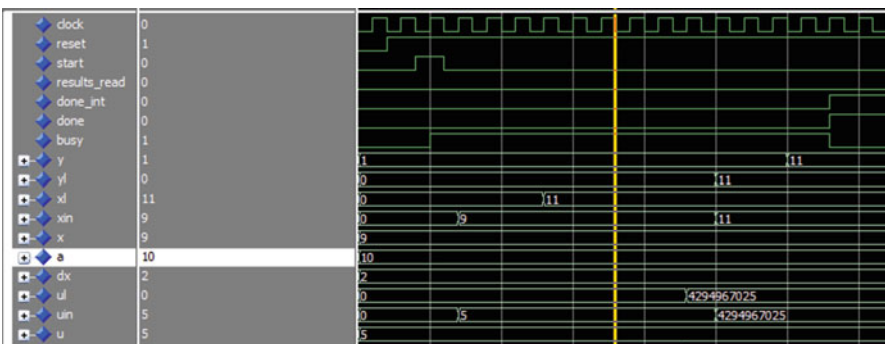 clock 0
reset 1
start 0
results_read 0
done_int 0
done 0
busy 1
y 1 1 11
yl 0 0 11
xl 11 0 11
xin 9 0 9 11
x 9 9
a 10 10
dx 2 2
ul 0 0 4294967025
uin 5 0 5 4294967025
u 5 5